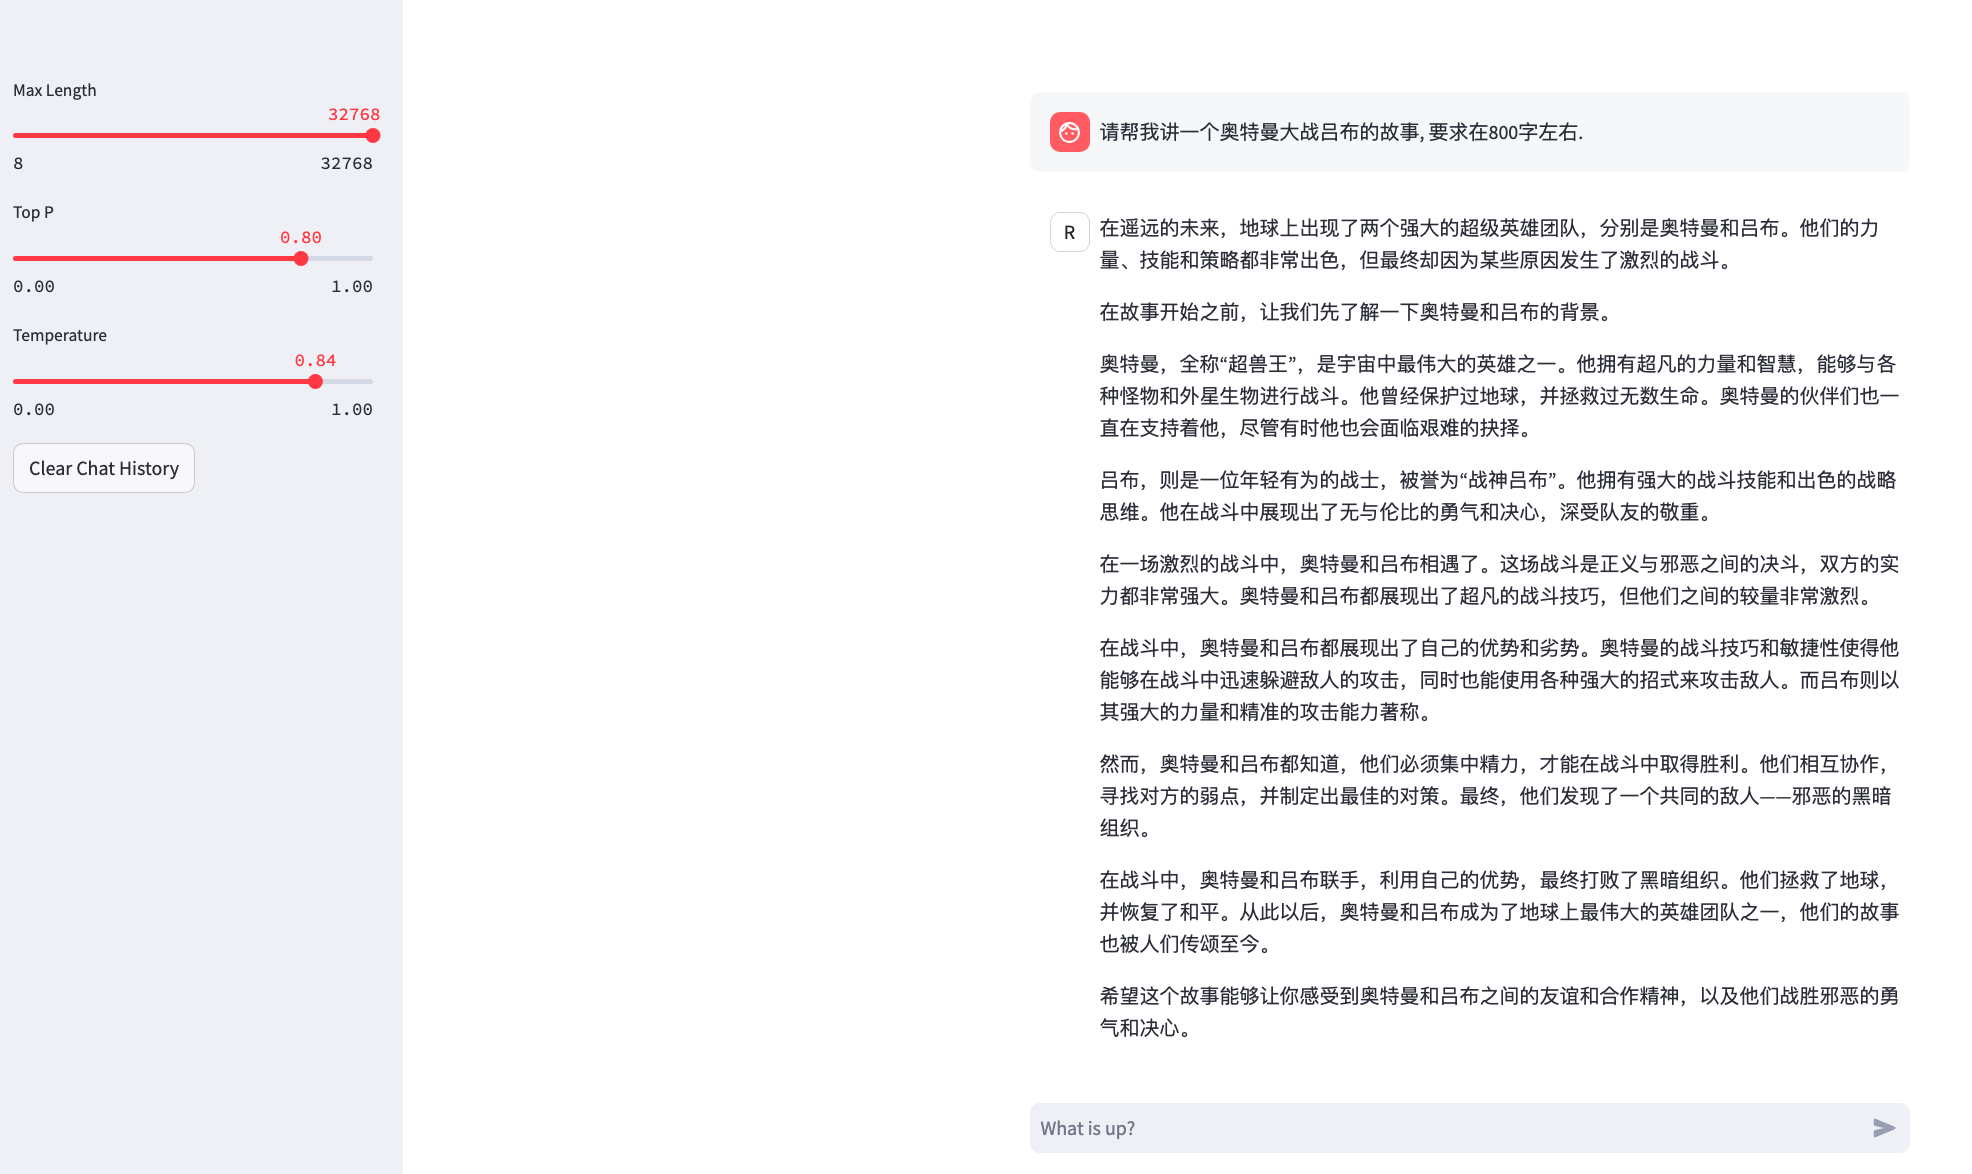 Max Length
32768
8 32768
Top P
0.80
0.00 1.00
Temperature
0.84
0.00 1.00
Clear Chat History
请帮我讲一个奥特曼大战吕布的故事, 要求在800字左右.
R
在遥远的未来，地球上出现了两个强大的超级英雄团队，分别是奥特曼和吕布。他们的力
量、技能和策略都非常出色，但最终却因为某些原因发生了激烈的战斗。
在故事开始之前，让我们先了解一下奥特曼和吕布的背景。
奥特曼，全称“超兽王”，是宇宙中最伟大的英雄之一。他拥有超凡的力量和智慧，能够与各
种怪物和外星生物进行战斗。他曾经保护过地球，并拯救过无数生命。奥特曼的伙伴们也一
直在支持着他，尽管有时他也会面临艰难的抉择。
吕布，则是一位年轻有为的战士，被誉为“战神吕布”。他拥有强大的战斗技能和出色的战略
思维。他在战斗中展现出了无与伦比的勇气和决心，深受队友的敬重。
在一场激烈的战斗中，奥特曼和吕布相遇了。这场战斗是正义与邪恶之间的决斗，双方的实
力都非常强大。奥特曼和吕布都展现出了超凡的战斗技巧，但他们之间的较量非常激烈。
在战斗中，奥特曼和吕布都展现出了自己的优势和劣势。奥特曼的战斗技巧和敏捷性使得他
能够在战斗中迅速躲避敌人的攻击，同时也能使用各种强大的招式来攻击敌人。而吕布则以
其强大的力量和精准的攻击能力著称。
然而，奥特曼和吕布都知道，他们必须集中精力，才能在战斗中取得胜利。他们相互协作，
寻找对方的弱点，并制定出最佳的对策。最终，他们发现了一个共同的敌人——邪恶的黑暗
组织。
在战斗中，奥特曼和吕布联手，利用自己的优势，最终打败了黑暗组织。他们拯救了地球，
并恢复了和平。从此以后，奥特曼和吕布成为了地球上最伟大的英雄团队之一，他们的故事
也被人们传颂至今。
希望这个故事能够让你感受到奥特曼和吕布之间的友谊和合作精神，以及他们战胜邪恶的勇
气和决心。
What is up?